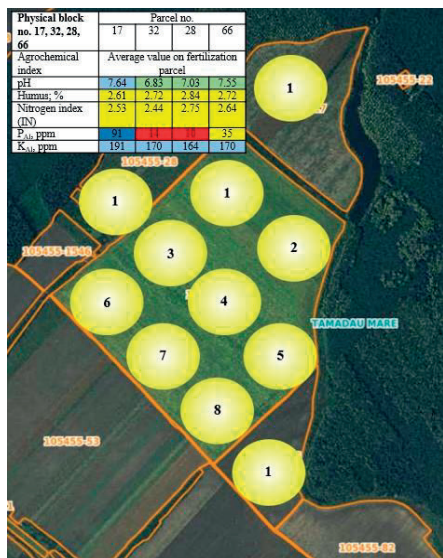 Physical block Parcel no.
no. 17, 32, 28, 17 32 28 66
66
Agrochemical Average value on fertilization
index parcel
pH 7.64 6.83 7.03 7.55
Humus; % 2.61 2.72 2.84 2.72
Nitrogen index 2.53 2.44 2.75 2.64
(IN)
PAL ppm 91 35
KAL ppm 191 170 164 170
105455-22
1
105455-28
1
1
2
105455-1546
3
6
4
TAMADAU MARE
7
5
8
105455-53
1
105455-82